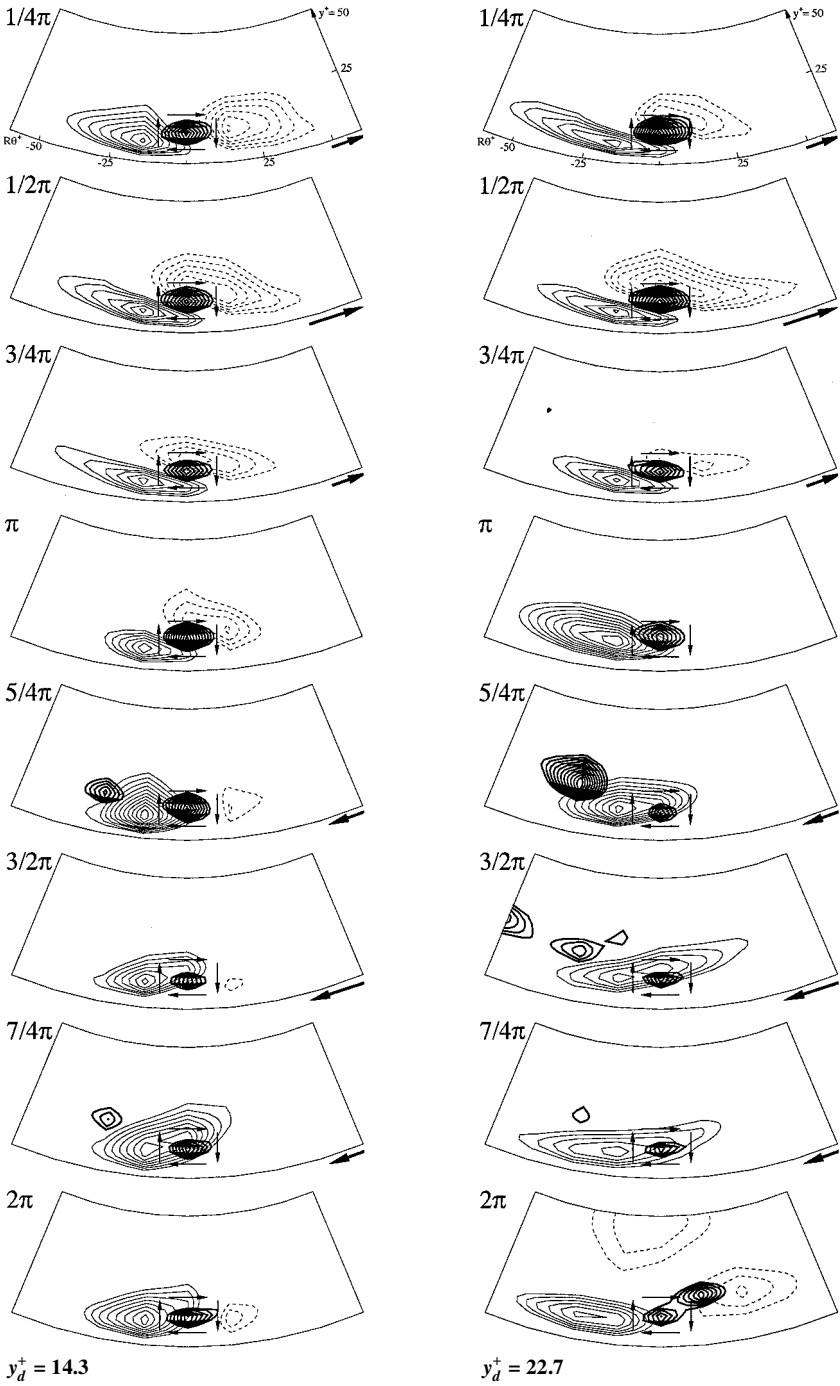 1/4π y⁺=50 1/4π y⁺=50
25 25
Rθ⁺ -50 -25 25 Rθ⁺ -50 -25 25
1/2π 1/2π
3/4π 3/4π
π π
5/4π 5/4π
3/2π 3/2π
7/4π 7/4π
2π 2π
y_d⁺ = 14.3 y_d⁺ = 22.7